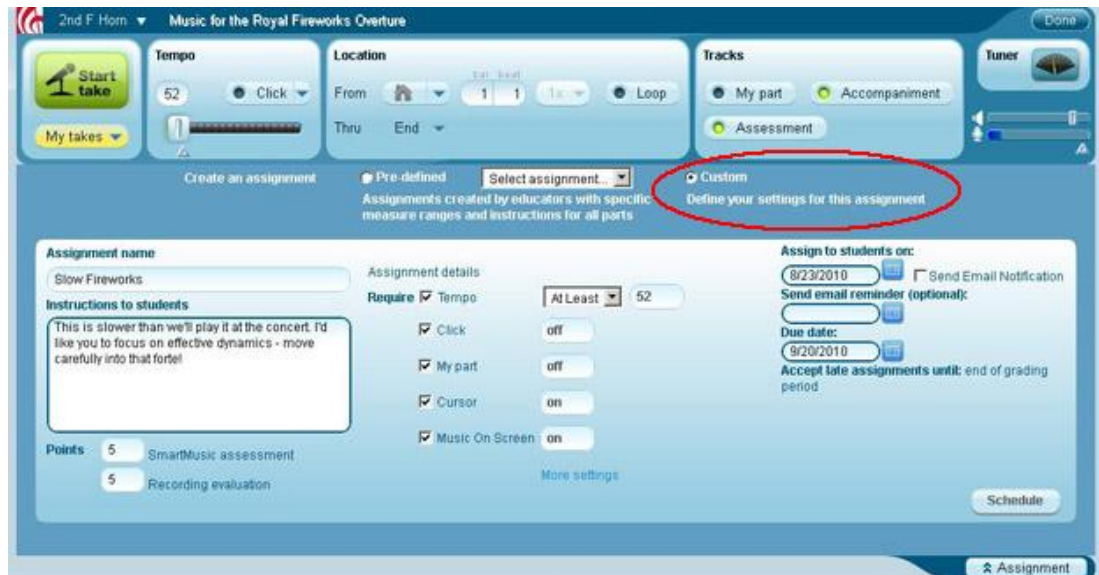 2nd F Horn Music for the Royal Fireworks Overture Done
Start
take
My takes
Tempo
52 Click
Location
bar beat
From 1 1 1x Loop
Thru End
Tracks
My part Accompaniment
Assessment
Tuner
Create an assignment
Pre-defined Select assignment...
Assignments created by educators with specific
measure ranges and instructions for all parts
Custom
Define your settings for this assignment
Assignment name
Slow Fireworks
Instructions to students
This is slower than we'll play it at the concert. I'd
like you to focus on effective dynamics - move
carefully into that forte!
Points 5 SmartMusic assessment
5 Recording evaluation
Assignment details
Require Tempo At Least 52
Click off
My part off
Cursor on
Music On Screen on
More settings
Assign to students on:
8/23/2010 Send Email Notification
Send email reminder (optional):
Due date:
9/20/2010
Accept late assignments until: end of grading
period
Schedule
Assignment